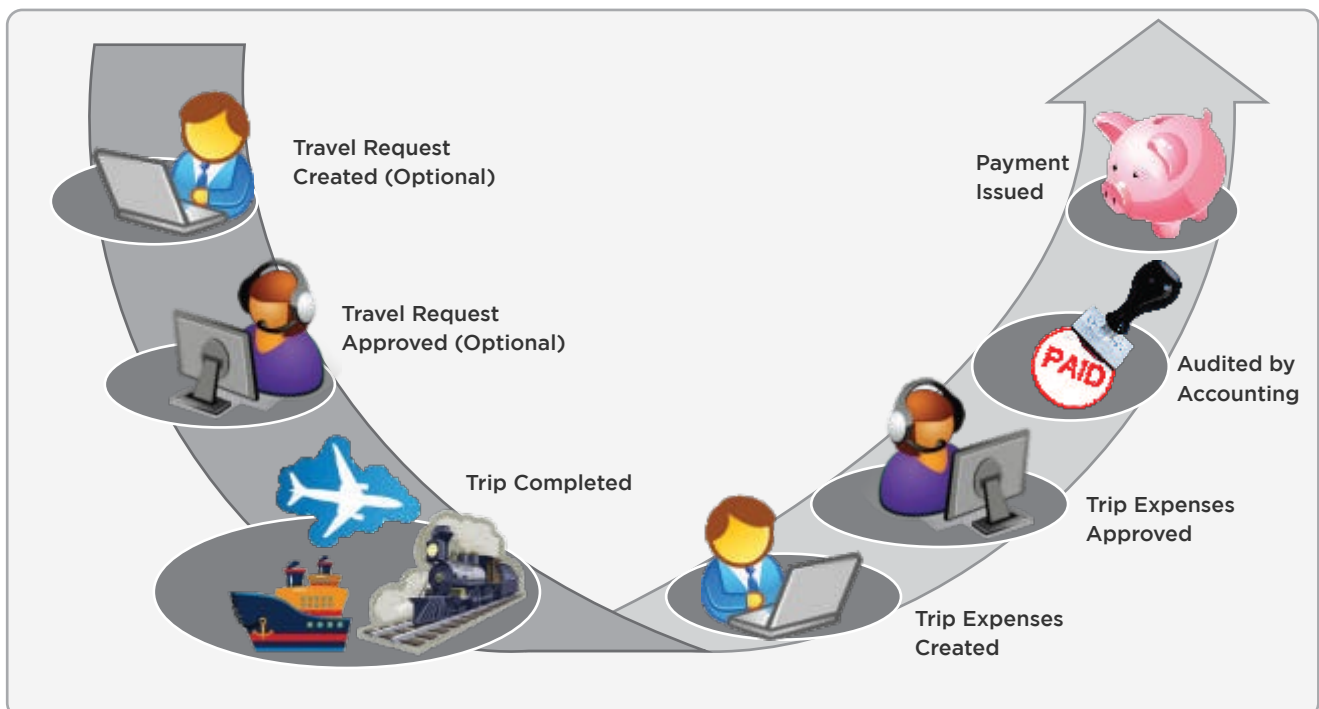 Travel Request
Created (Optional)
Travel Request
Approved (Optional)
Trip Completed
Trip Expenses
Created
Trip Expenses
Approved
PAID
Audited by
Accounting
Payment
Issued